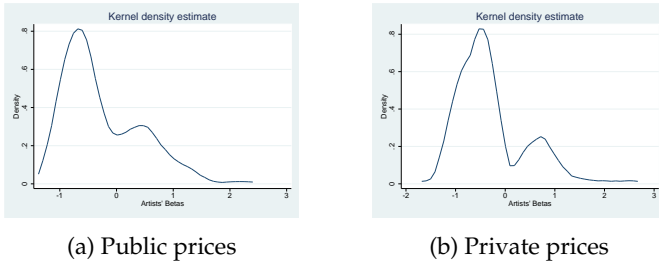 Kernel density estimate
.8
.6
.4
.2
0
Density
-1 0 1 2 3
Artists' Betas
(a) Public prices
Kernel density estimate
.8
.6
.4
.2
0
Density
-2 -1 0 1 2 3
Artists' Betas
(b) Private prices